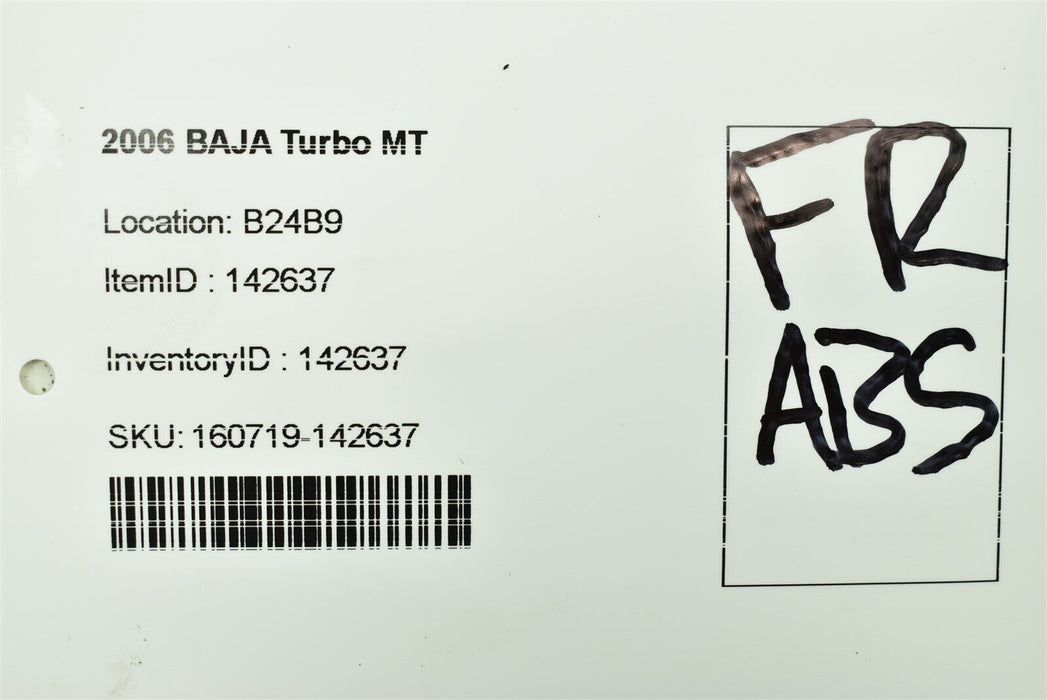 2006 BAJA Turbo MT
Location: B24B9
ItemID : 142637
InventoryID : 142637
SKU: 160719-142637
FR
ABS